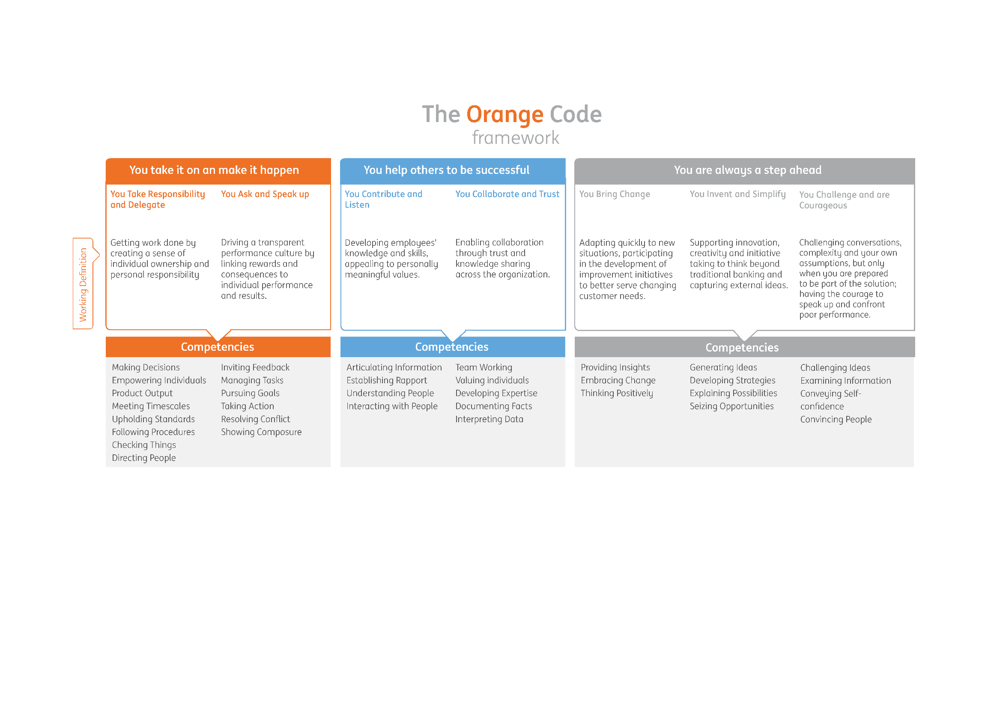 The Orange Code
framework
You take it on an make it happen
You Take Responsibility
and Delegate
You Ask and Speak up
Working Definition
Getting work done by
creating a sense of
individual ownership and
personal responsibility
Driving a transparent
performance culture by
linking rewards and
consequences to
individual performance
and results.
Competencies
Making Decisions
Empowering Individuals
Product Output
Meeting Timescales
Upholding Standards
Following Procedures
Checking Things
Directing People
Inviting Feedback
Managing Tasks
Pursuing Goals
Taking Action
Resolving Conflict
Showing Composure
You help others to be successful
You Contribute and
Listen
You Collaborate and Trust
Developing employees’
knowledge and skills,
appealing to personally
meaningful values.
Enabling collaboration
through trust and
knowledge sharing
across the organization.
Competencies
Articulating Information
Establishing Rapport
Understanding People
Interacting with People
Team Working
Valuing individuals
Developing Expertise
Documenting Facts
Interpreting Data
You are always a step ahead
You Bring Change
You Invent and Simplify
You Challenge and are
Courageous
Adapting quickly to new
situations, participating
in the development of
improvement initiatives
to better serve changing
customer needs.
Supporting innovation,
creativity and initiative
taking to think beyond
traditional banking and
capturing external ideas.
Challenging conversations,
complexity and your own
assumptions, but only
when you are prepared
to be part of the solution;
having the courage to
speak up and confront
poor performance.
Competencies
Providing Insights
Embracing Change
Thinking Positively
Generating Ideas
Developing Strategies
Explaining Possibilities
Seizing Opportunities
Challenging Ideas
Examining Information
Conveying Self-
confidence
Convincing People